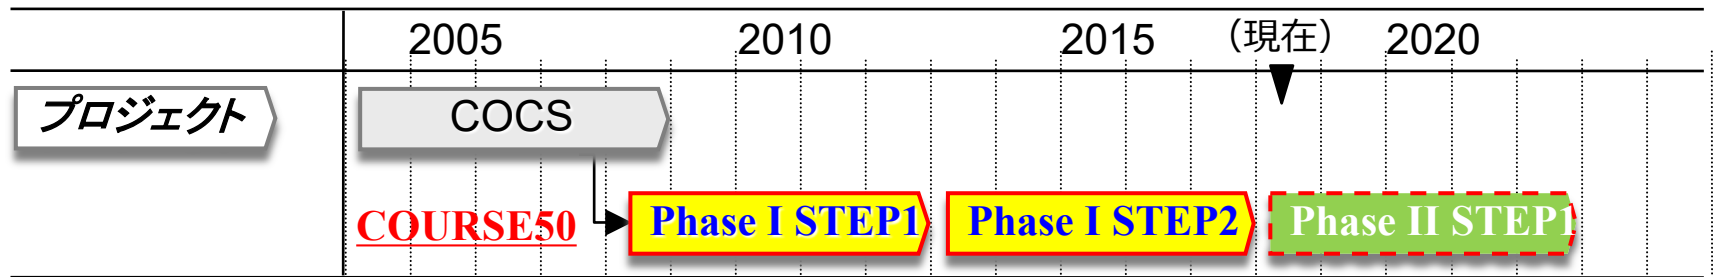 2005 2010 2015 （現在） 2020
プロジェクト COCS
COURSE50 Phase I STEP1 Phase I STEP2 Phase II STEP1